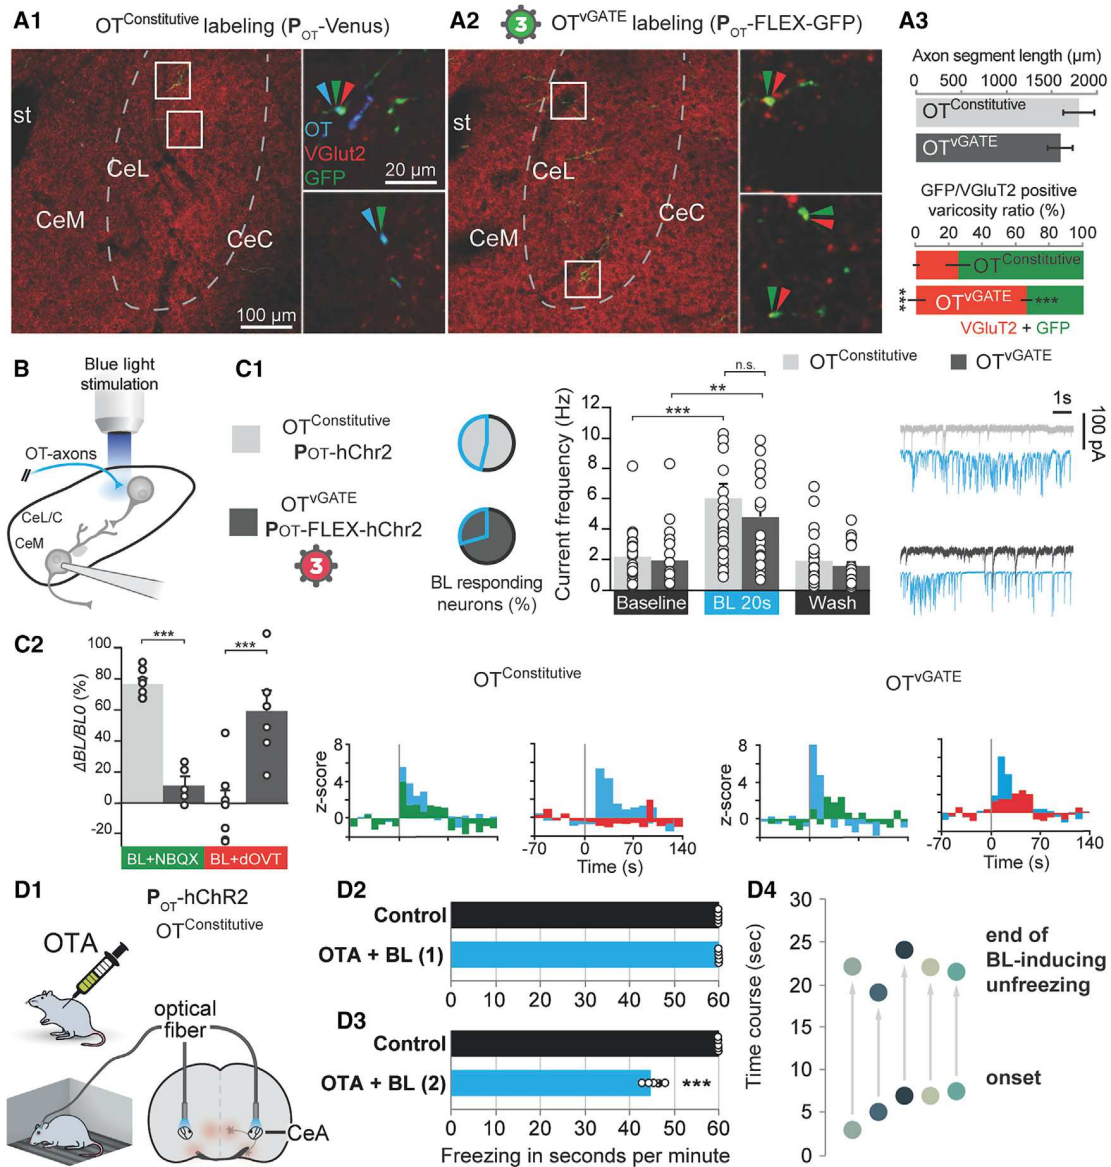 A1 OT^Constitutive labeling (P_OT-Venus)
st
CeL
CeM
CeC
100 µm
OT
VGlut2
GFP
20 µm
A2 3 OT^vGATE labeling (P_OT-FLEX-GFP)
st
CeL
CeM
CeC
A3
Axon segment length (µm)
0 500 1000 1500 2000
OT^Constitutive
OT^vGATE
GFP/VGluT2 positive
varicosity ratio (%)
0 20 40 60 80 100
OT^Constitutive
*** OT^vGATE ***
VGluT2 + GFP
B
Blue light
stimulation
OT-axons
CeL/C
CeM
C1
OT^Constitutive
P_OT-hChr2
OT^vGATE
P_OT-FLEX-hChr2
3
BL responding
neurons (%)
OT^Constitutive OT^vGATE
n.s.
**
***
Current frequency (Hz)
12
10
8
6
4
2
0
Baseline BL 20s Wash
1s
100 pA
C2
ΔBL/BL0 (%)
100
80
60
40
20
0
-20
*** ***
BL+NBQX BL+dOVT
OT^Constitutive
z-score
8
4
0
-70 0 70 140
Time (s)
OT^vGATE
z-score
8
4
0
-70 0 70 140
Time (s)
D1
P_OT-hChR2
OT^Constitutive
OTA
optical
fiber
CeA
D2
Control
OTA + BL (1)
0 10 20 30 40 50 60
D3
Control
OTA + BL (2) ***
0 10 20 30 40 50 60
Freezing in seconds per minute
D4
Time course (sec)
30
25
20
15
10
5
0
end of
BL-inducing
unfreezing
onset